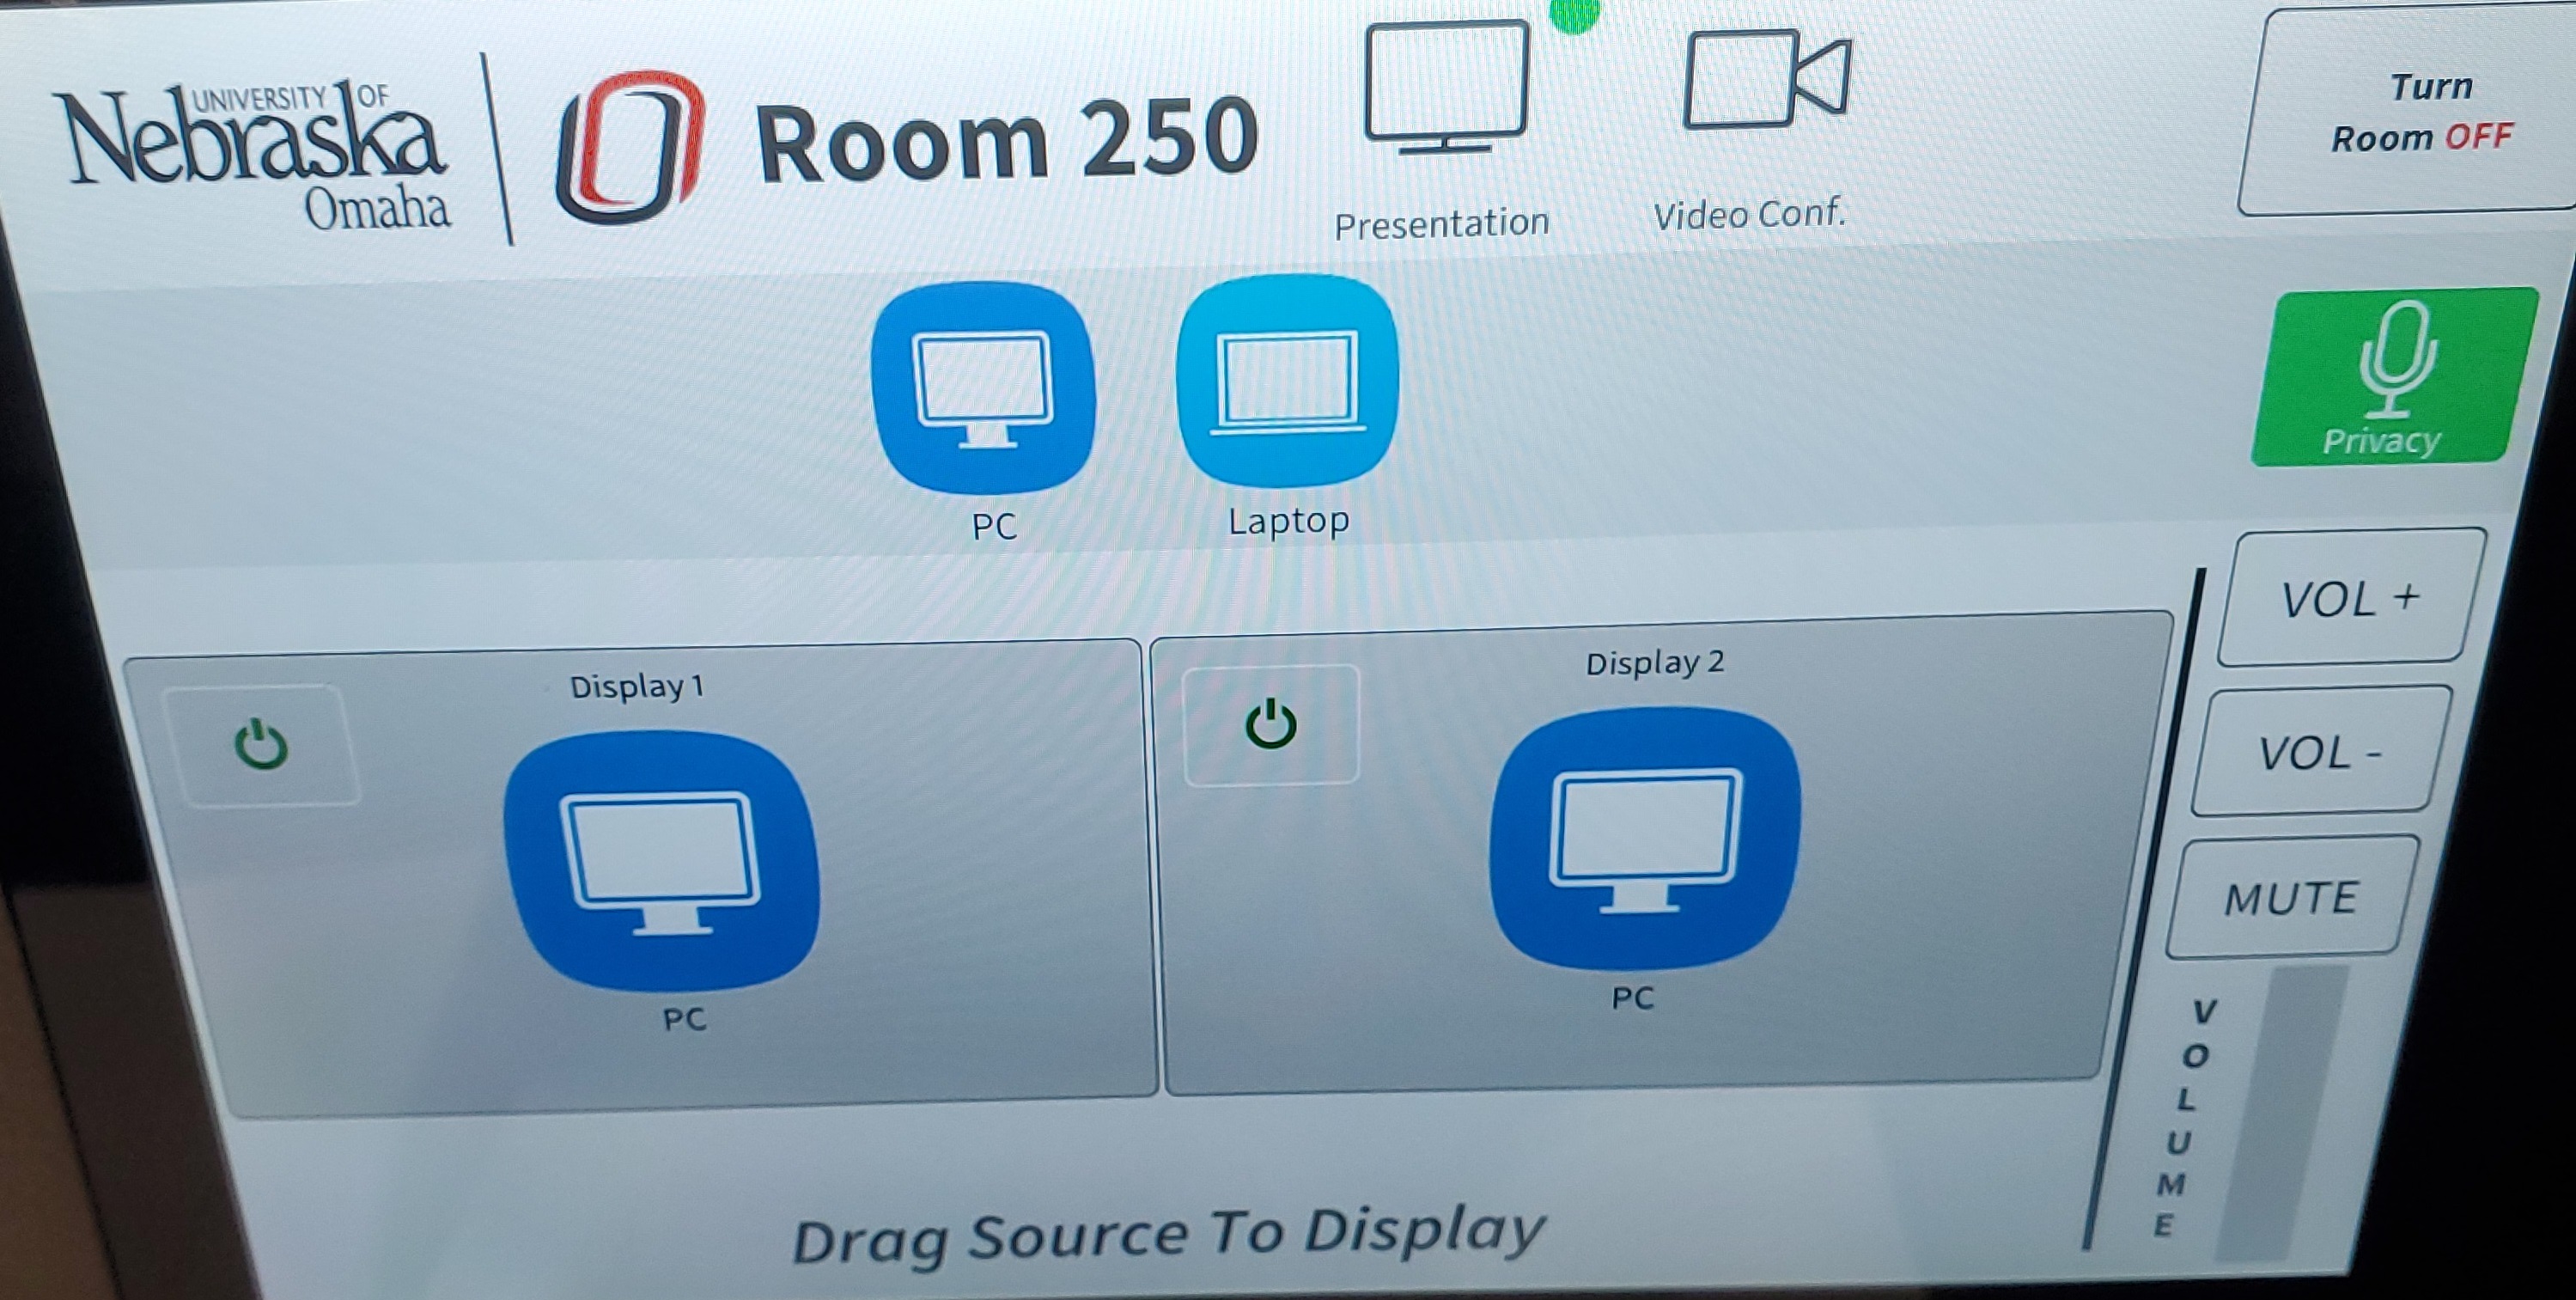 UNIVERSITY OF
Nebraska
Omaha
Room 250
Presentation
Video Conf.
Turn
Room OFF
PC
Laptop
Privacy
Display 1
PC
Display 2
PC
VOL +
VOL -
MUTE
VOLUME
Drag Source To Display